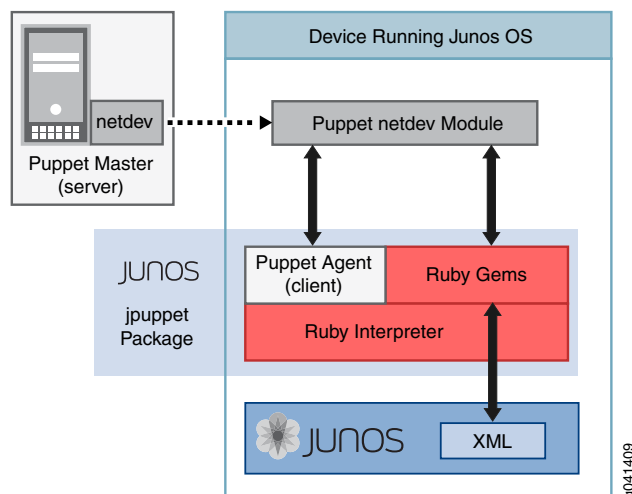 Device Running Junos OS
netdev
Puppet Master
(server)
Puppet netdev Module
JUNOS
jpuppet
Package
Puppet Agent
(client)
Ruby Gems
Ruby Interpreter
JUNOS
XML